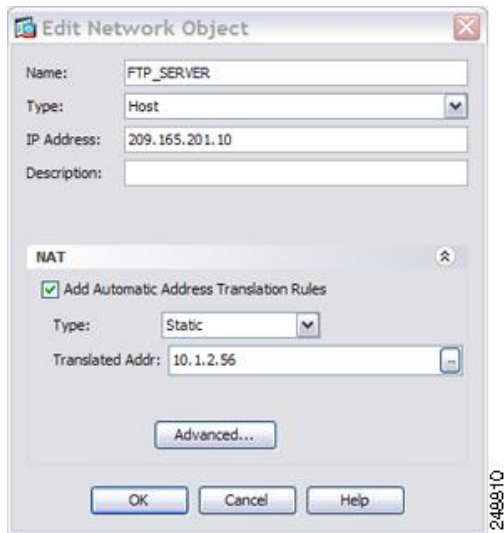 Edit Network Object
Name: FTP_SERVER
Type: Host
IP Address: 209.165.201.10
Description:
NAT
Add Automatic Address Translation Rules
Type: Static
Translated Addr: 10.1.2.56
...
Advanced...
OK Cancel Help
248810